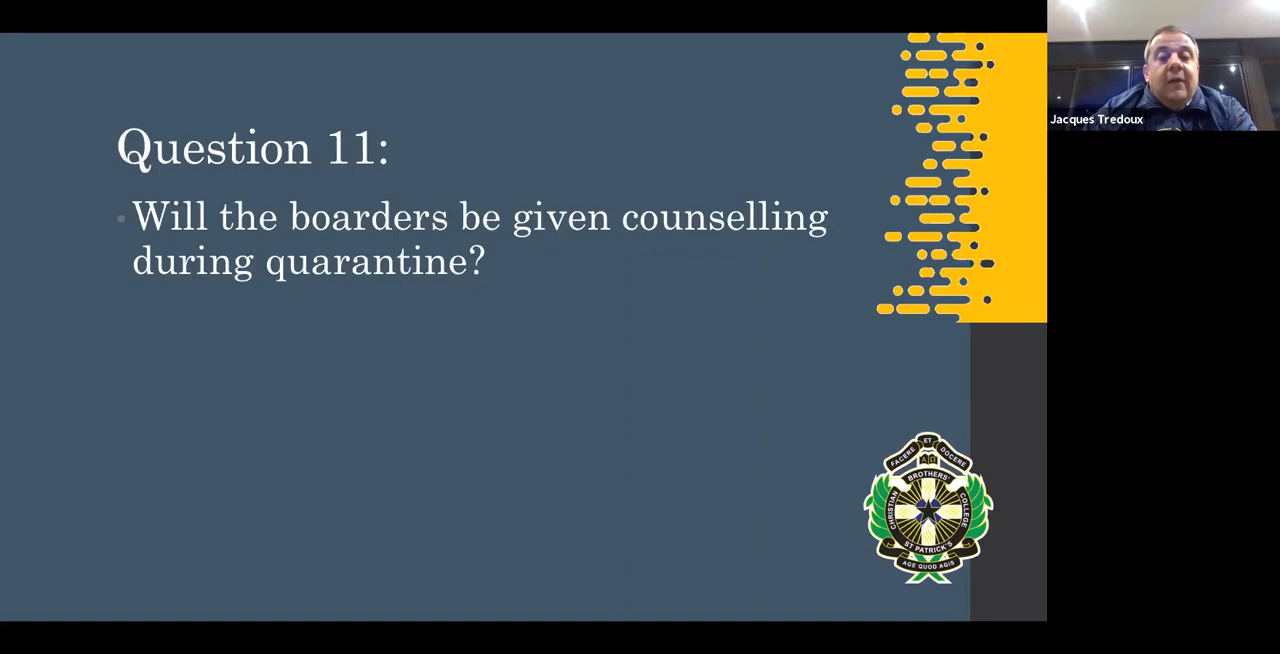 Question 11:
Will the boarders be given counselling
during quarantine?
Jacques Tredoux
FACERE ET DOCERE
Α Ω
CHRISTIAN BROTHERS' COLLEGE
ST PATRICK'S
AGE QUOD AGIS